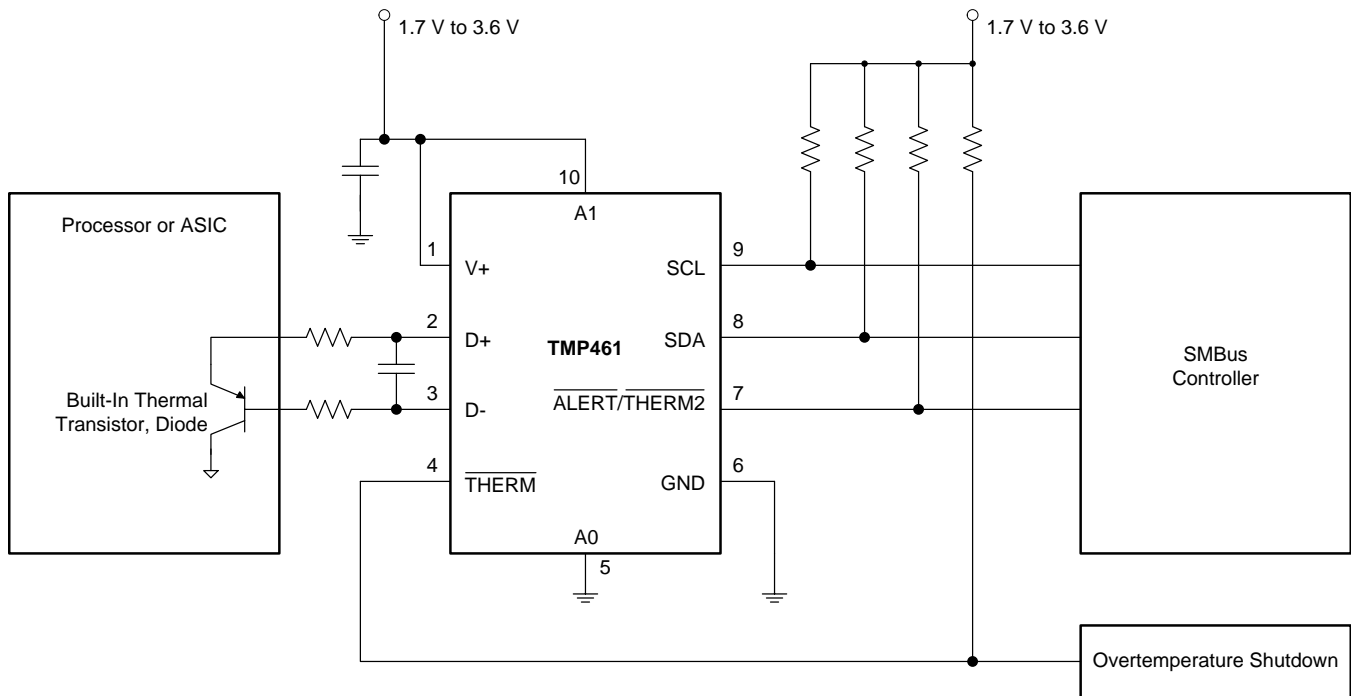 1.7 V to 3.6 V
1.7 V to 3.6 V
Processor or ASIC
Built-In Thermal
Transistor, Diode
10
A1
1
V+
2
D+
3
D-
4
THERM
TMP461
SCL
9
SDA
8
ALERT/THERM2
7
GND
6
A0
5
SMBus
Controller
Overtemperature Shutdown